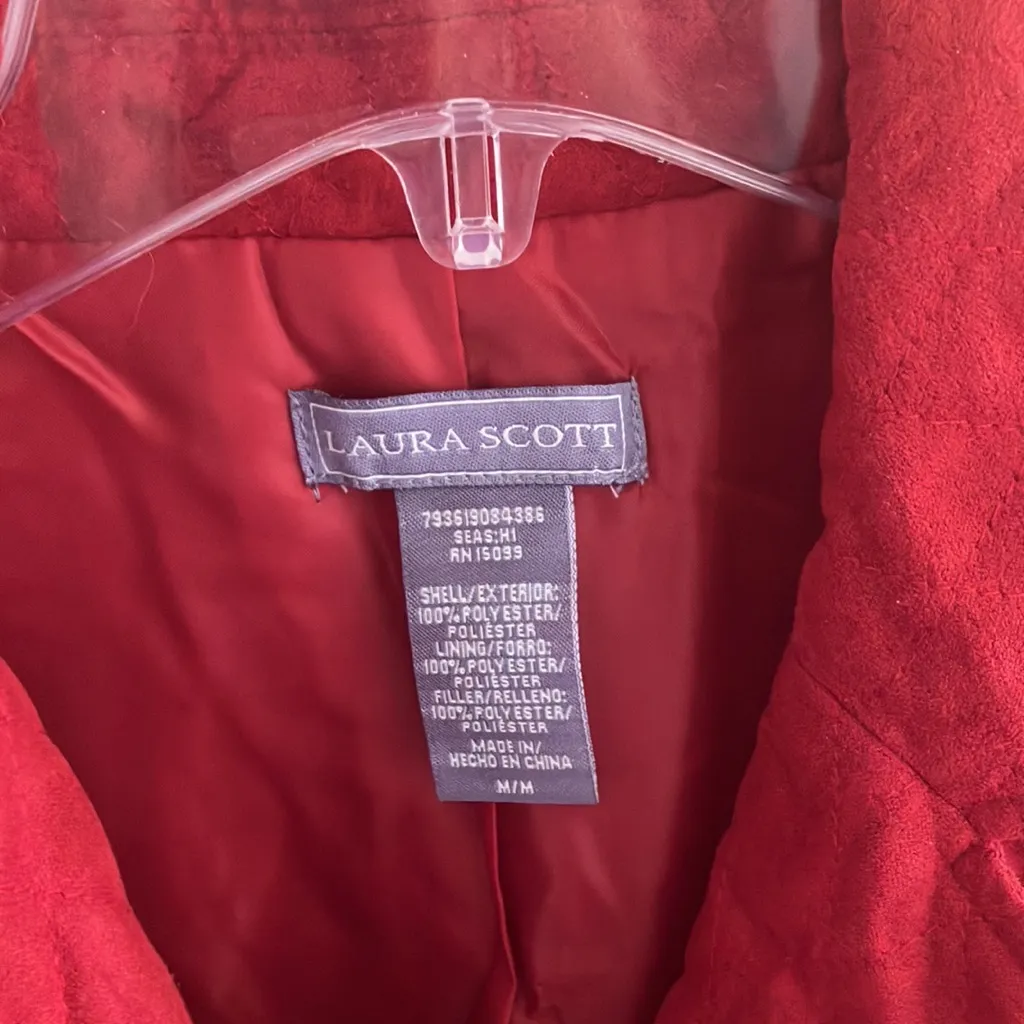 LAURA SCOTT
793619084386
SEAS:H1
RN 15099
SHELL/EXTERIOR:
100% POLYESTER/
POLIÉSTER
LINING/FORRO:
100% POLYESTER/
POLIÉSTER
FILLER/RELLENO:
100% POLYESTER/
POLIÉSTER
MADE IN/
HECHO EN CHINA
M/M